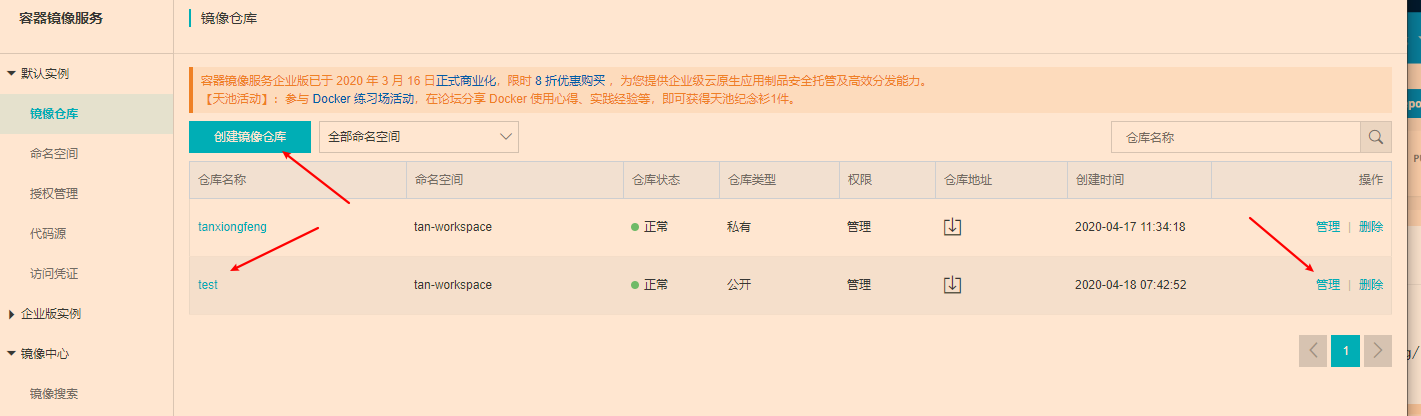 容器镜像服务
镜像仓库
默认实例
镜像仓库
命名空间
授权管理
代码源
访问凭证
企业版实例
镜像中心
镜像搜索
容器镜像服务企业版已于 2020 年 3 月 16 日正式商业化，限时 8 折优惠购买 ，为您提供企业级云原生应用制品安全托管及高效分发能力。
【天池活动】：参与 Docker 练习场活动，在论坛分享 Docker 使用心得、实践经验等，即可获得天池纪念衫1件。
创建镜像仓库 全部命名空间 仓库名称
仓库名称 命名空间 仓库状态 仓库类型 权限 仓库地址 创建时间 操作
tanxiongfeng tan-workspace 正常 私有 管理 2020-04-17 11:34:18 管理 | 删除
test tan-workspace 正常 公开 管理 2020-04-18 07:42:52 管理 | 删除
1
po
PU
g/